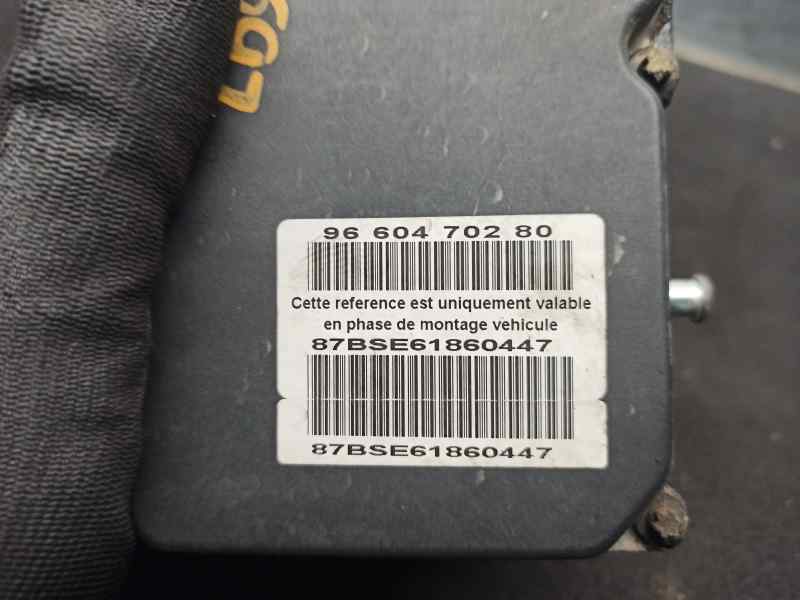 96 604 702 80
Cette reference est uniquement valable
en phase de montage vehicule
87BSE61860447
87BSE61860447